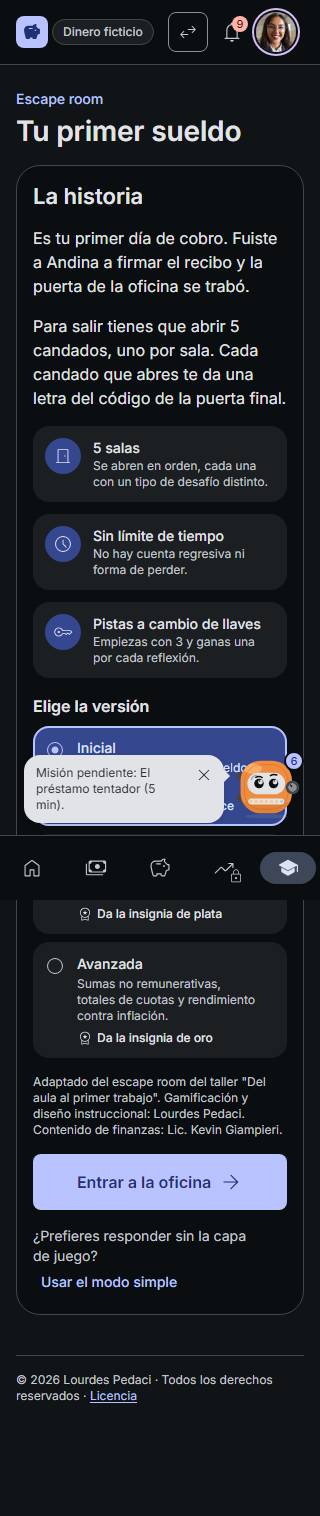 Dinero ficticio
9
Escape room
Tu primer sueldo
La historia
Es tu primer día de cobro. Fuiste
a Andina a firmar el recibo y la
puerta de la oficina se trabó.
Para salir tienes que abrir 5
candados, uno por sala. Cada
candado que abres te da una
letra del código de la puerta final.
5 salas
Se abren en orden, cada una
con un tipo de desafío distinto.
Sin límite de tiempo
No hay cuenta regresiva ni
forma de perder.
Pistas a cambio de llaves
Empiezas con 3 y ganas una
por cada reflexión.
Elige la versión
Inicial
Misión pendiente: El
préstamo tentador (5
min).
6
Da la insignia de plata
Avanzada
Sumas no remunerativas,
totales de cuotas y rendimiento
contra inflación.
Da la insignia de oro
Adaptado del escape room del taller "Del
aula al primer mercado". Gamificación y
diseño instruccional: Lourdes Pedaci.
Contenido de finanzas: Lic. Kevin Giampieri.
Entrar a la oficina
¿Prefieres responder sin la capa
de juego?
Usar el modo simple
© 2026 Lourdes Pedaci · Todos los derechos
reservados · Licencia